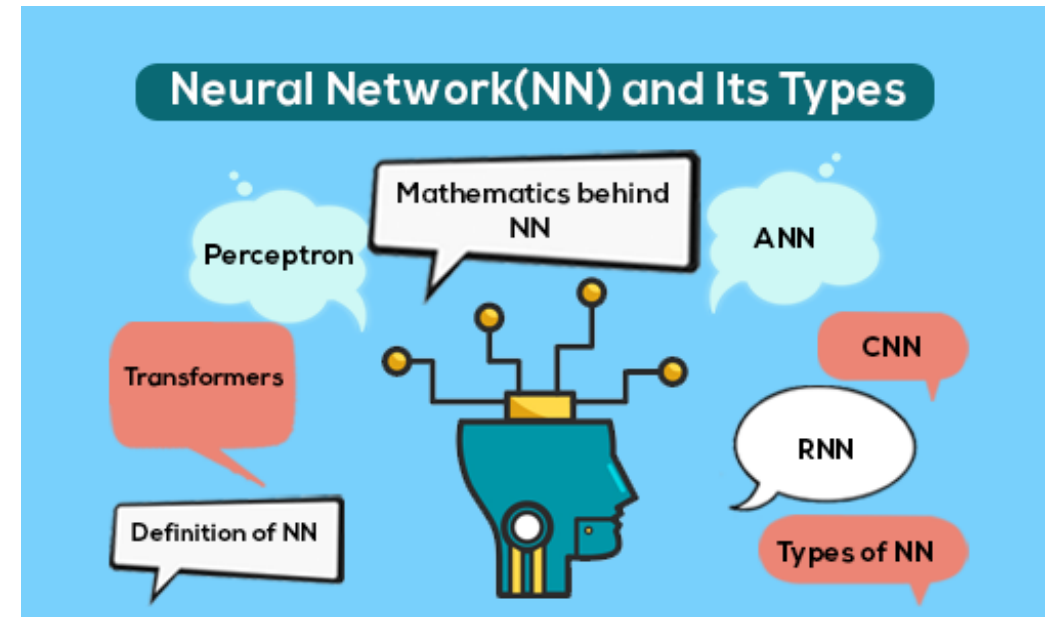 Neural Network(NN) and Its Types
Mathematics behind
NN
Perceptron
ANN
Transformers
CNN
RNN
Definition of NN
Types of NN